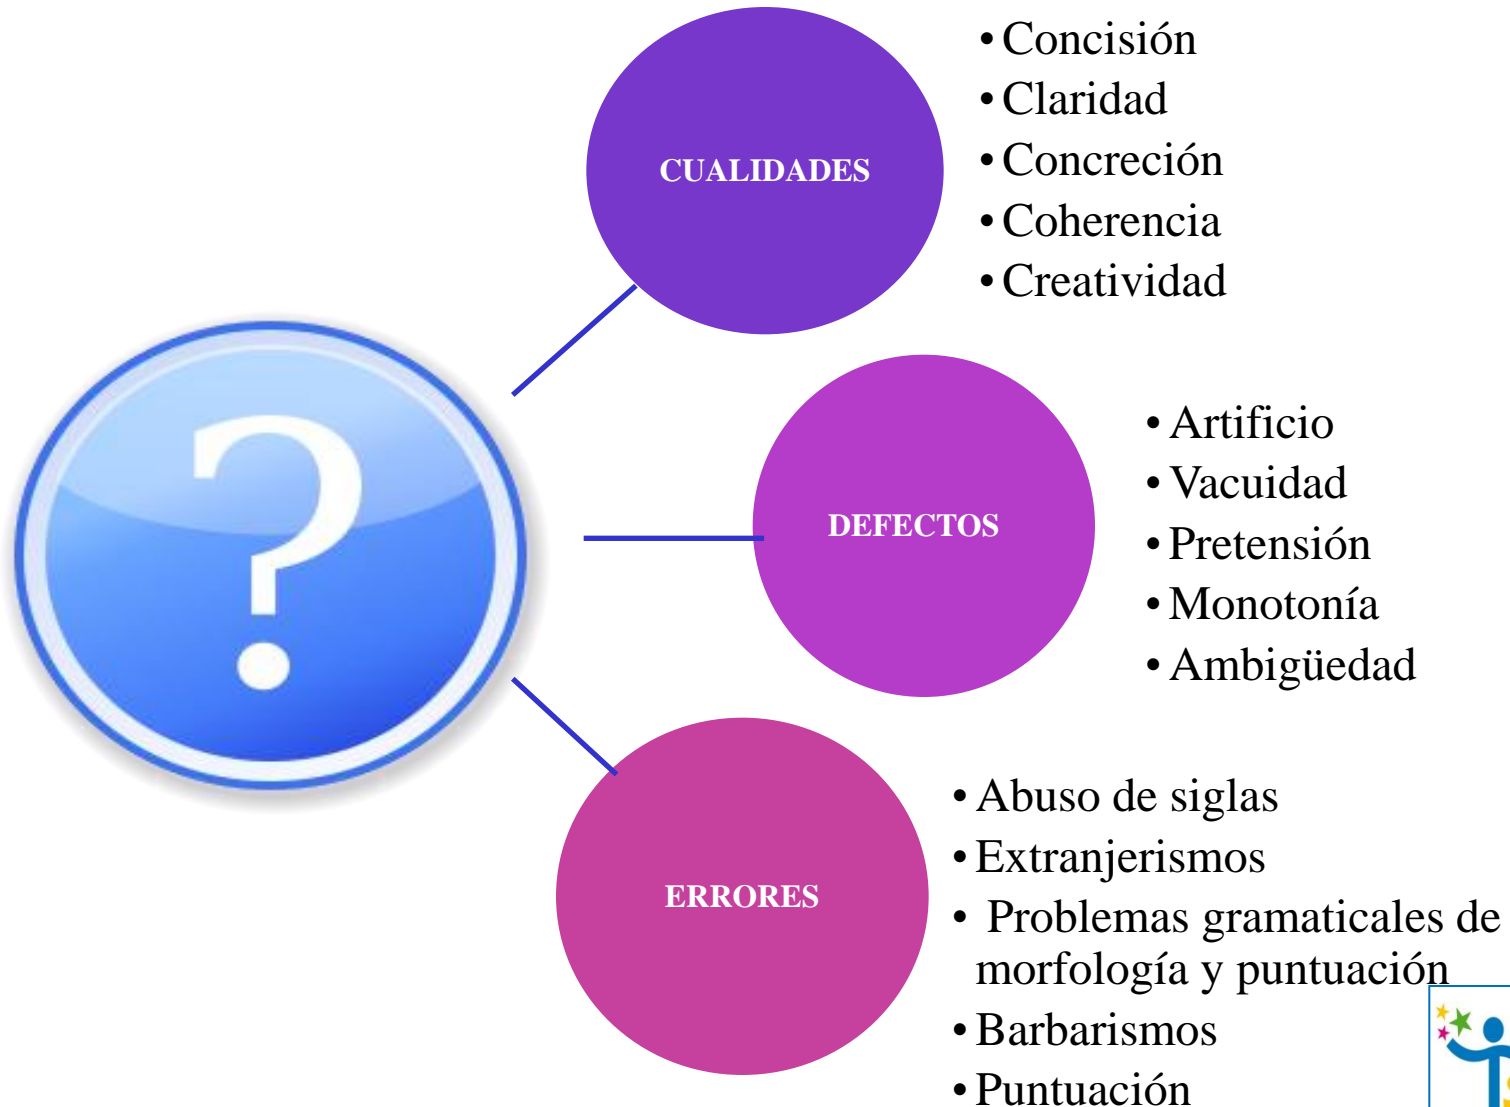 • Concisión
• Claridad
• Concreción
• Coherencia
• Creatividad
CUALIDADES
?
• Artificio
• Vacuidad
• Pretensión
• Monotonía
• Ambigüedad
DEFECTOS
• Abuso de siglas
• Extranjerismos
• Problemas gramaticales de
morfología y puntuación
• Barbarismos
• Puntuación
ERRORES